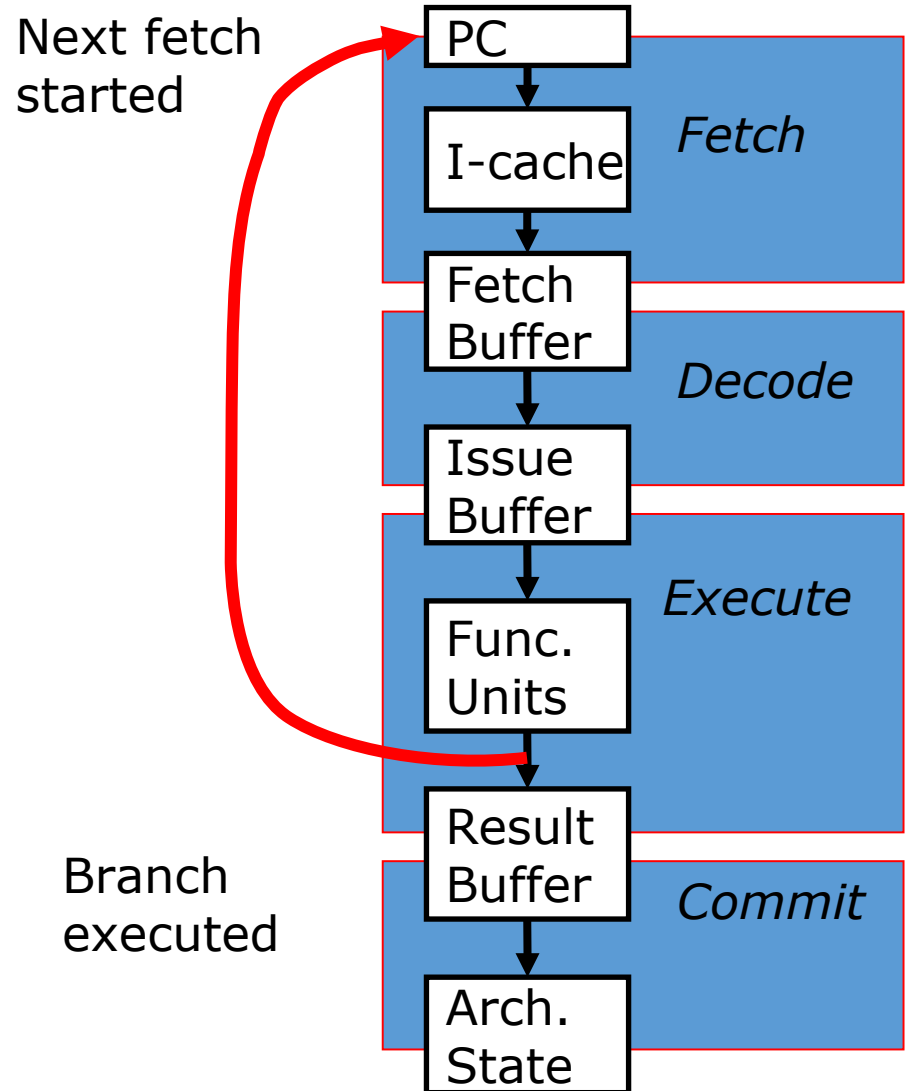 Next fetch
started
PC
I-cache
Fetch
Fetch
Buffer
Decode
Issue
Buffer
Execute
Func.
Units
Result
Buffer
Branch
executed
Commit
Arch.
State